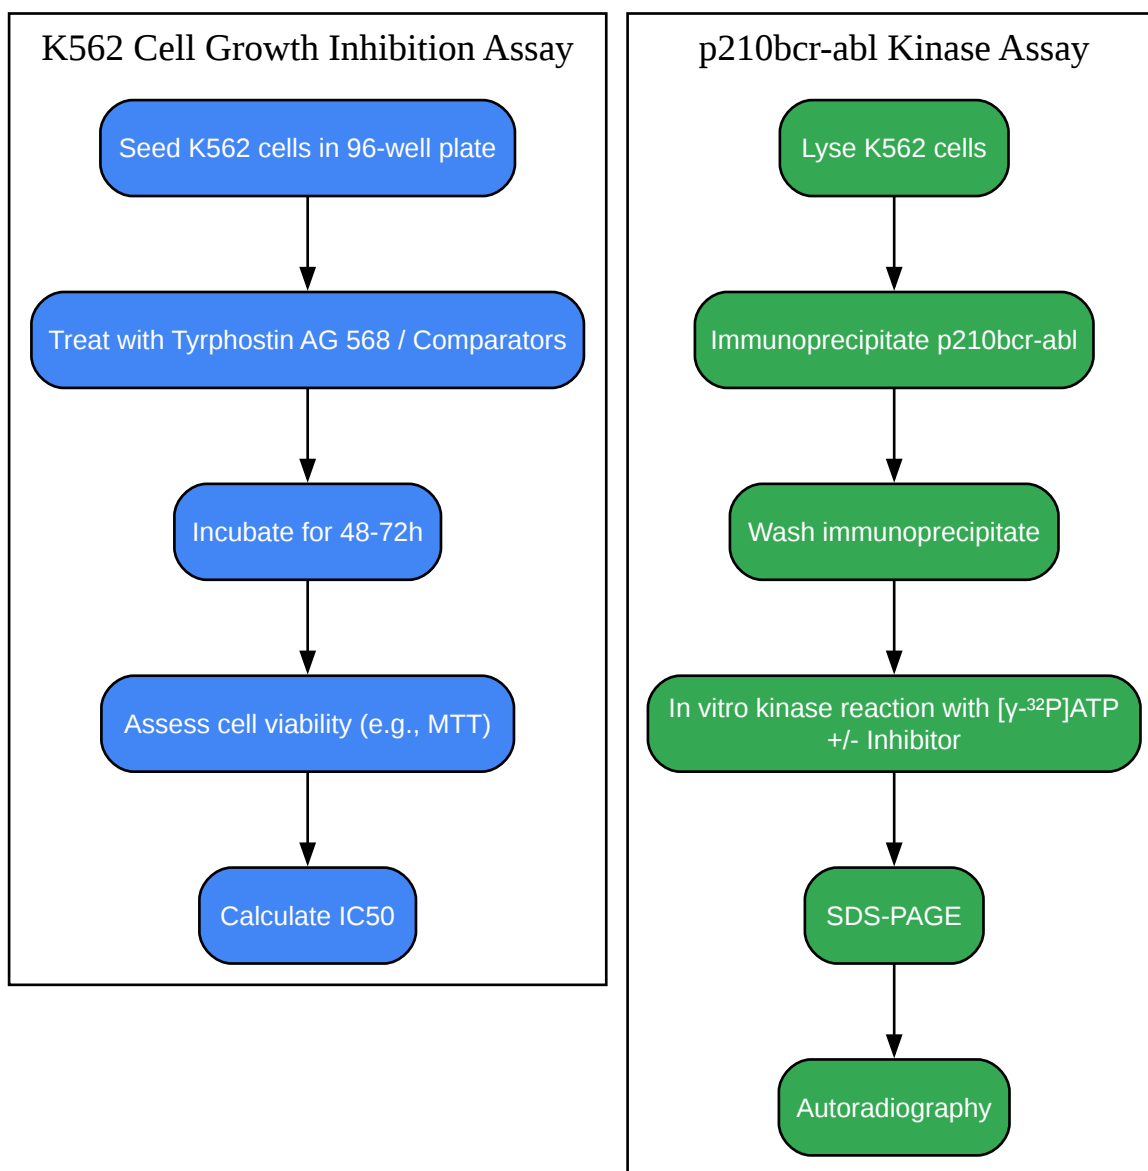 K562 Cell Growth Inhibition Assay
Seed K562 cells in 96-well plate
Treat with Tyrphostin AG 568 / Comparators
Incubate for 48-72h
Assess cell viability (e.g., MTT)
Calculate IC50
p210bcr-abl Kinase Assay
Lyse K562 cells
Immunoprecipitate p210bcr-abl
Wash immunoprecipitate
In vitro kinase reaction with [γ-³²P]ATP
+/- Inhibitor
SDS-PAGE
Autoradiography